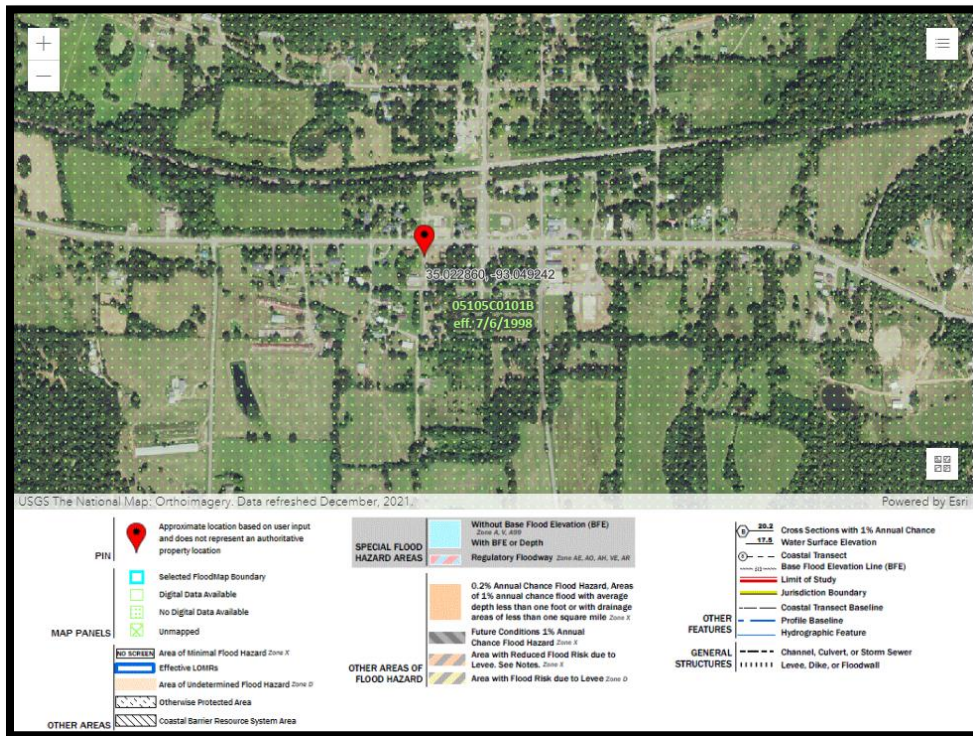 +
−
35.022860, -93.049242
05105C0101B
eff. 7/6/1998
USGS The National Map: Orthoimagery. Data refreshed December, 2021.
Powered by Esri
PIN
Approximate location based on user input
and does not represent an authoritative
property location
MAP PANELS
Selected FloodMap Boundary
Digital Data Available
No Digital Data Available
Unmapped
OTHER AREAS
NO SCREEN Area of Minimal Flood Hazard Zone X
Effective LOMRs
Area of Undetermined Flood Hazard Zone D
Otherwise Protected Area
Coastal Barrier Resource System Area
SPECIAL FLOOD
HAZARD AREAS
Without Base Flood Elevation (BFE)
Zone A, V, A99
With BFE or Depth
Regulatory Floodway Zone AE, AO, AH, VE, AR
OTHER AREAS OF
FLOOD HAZARD
0.2% Annual Chance Flood Hazard, Areas
of 1% annual chance flood with average
depth less than one foot or with drainage
areas of less than one square mile Zone X
Future Conditions 1% Annual
Chance Flood Hazard Zone X
Area with Reduced Flood Risk due to
Levee. See Notes. Zone X
Area with Flood Risk due to Levee Zone D
OTHER
FEATURES
B 20.2 Cross Sections with 1% Annual Chance
17.5 Water Surface Elevation
Coastal Transect
Base Flood Elevation Line (BFE)
Limit of Study
Jurisdiction Boundary
Coastal Transect Baseline
Profile Baseline
Hydrographic Feature
GENERAL
STRUCTURES
Channel, Culvert, or Storm Sewer
Levee, Dike, or Floodwall